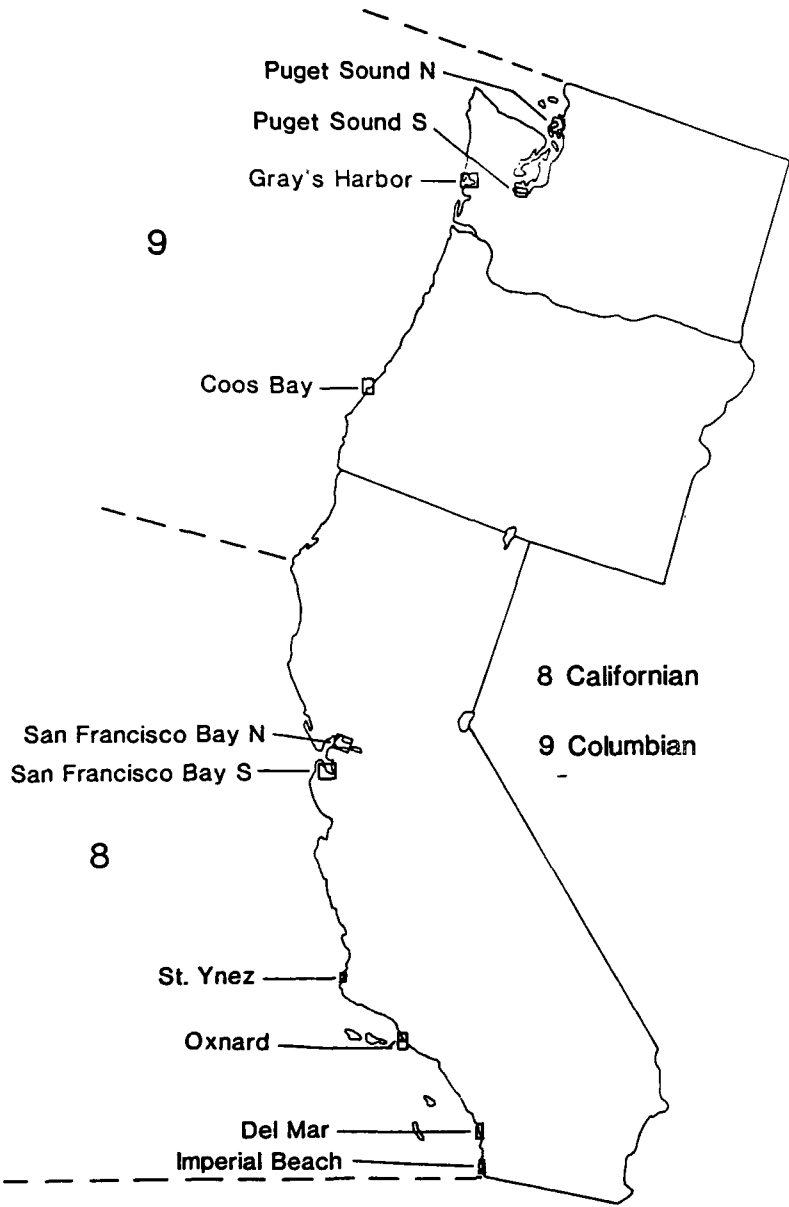 Puget Sound N
Puget Sound S
Gray's Harbor
9
Coos Bay
8 Californian
San Francisco Bay N
9 Columbian
San Francisco Bay S
8
St. Ynez
Oxnard
Del Mar
Imperial Beach